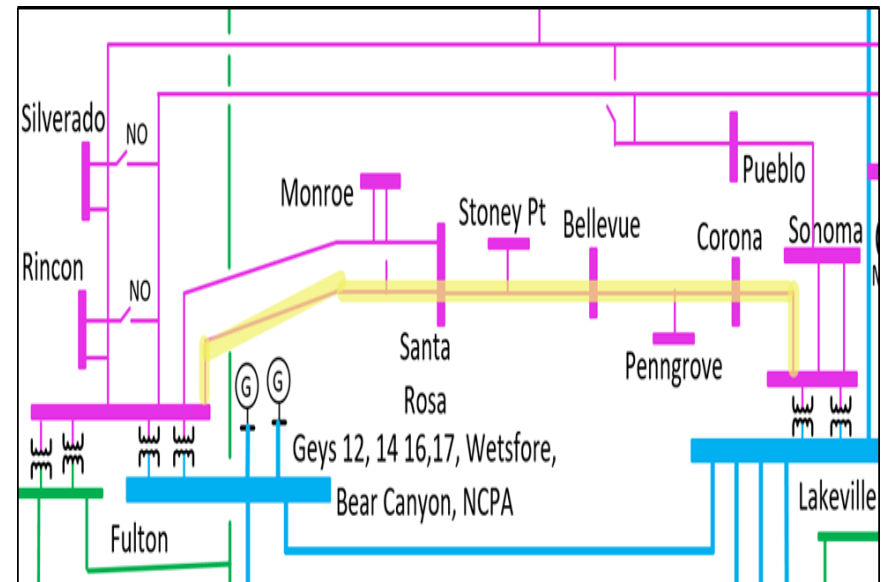 Silverado
NO
Monroe
Stoney Pt
Bellevue
Pueblo
Corona
Sonoma
Rincon
NO
Santa
Rosa
Penngrove
G
G
Geys 12, 14 16,17, Wetsfore,
Bear Canyon, NCPA
Lakeville
Fulton